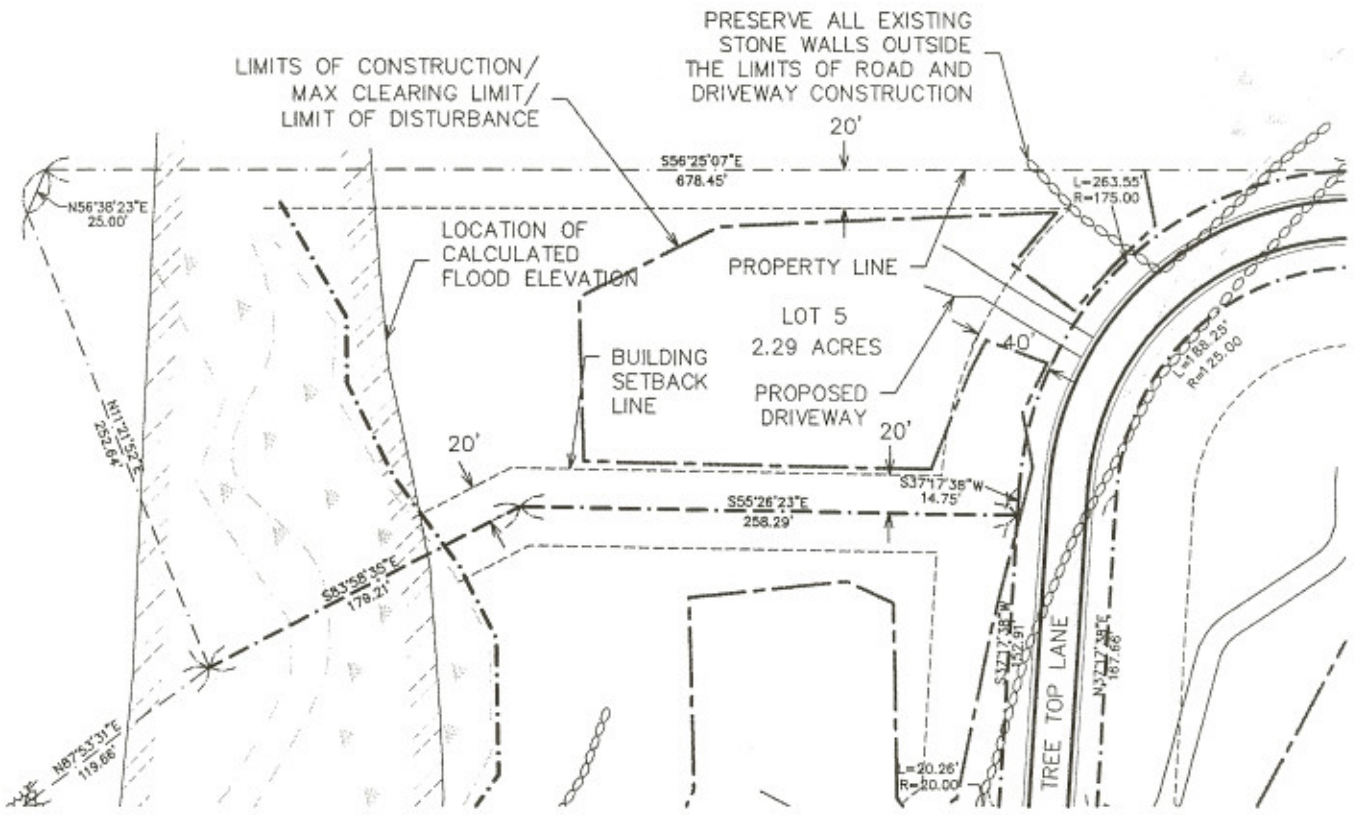 PRESERVE ALL EXISTING
STONE WALLS OUTSIDE
THE LIMITS OF ROAD AND
DRIVEWAY CONSTRUCTION
LIMITS OF CONSTRUCTION/
MAX CLEARING LIMIT/
LIMIT OF DISTURBANCE
20'
S56°25'07"E
678.45'
L=263.55'
R=175.00
N56°38'23"E
25.00'
LOCATION OF
CALCULATED
FLOOD ELEVATION
PROPERTY LINE
LOT 5
2.29 ACRES
40'
BUILDING
SETBACK
LINE
PROPOSED
DRIVEWAY
L=188.25'
R=125.00
N11°21'52"E
252.64'
20'
20'
S37°17'38"W
14.75'
S55°26'23"E
258.29'
S83°58'35"E
179.21'
S37°17'38"W
152.91'
TREE TOP LANE
N37°17'38"E
187.66'
N87°53'31"E
119.66'
L=20.26'
R=20.00'